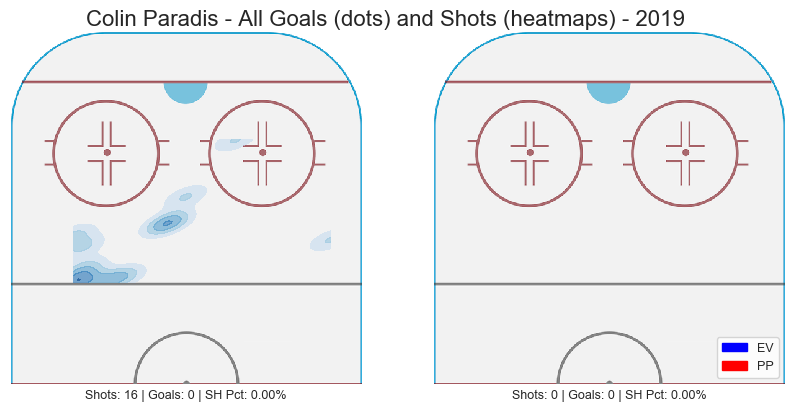 Colin Paradis - All Goals (dots) and Shots (heatmaps) - 2019
EV
PP
Shots: 16 | Goals: 0 | SH Pct: 0.00%
Shots: 0 | Goals: 0 | SH Pct: 0.00%